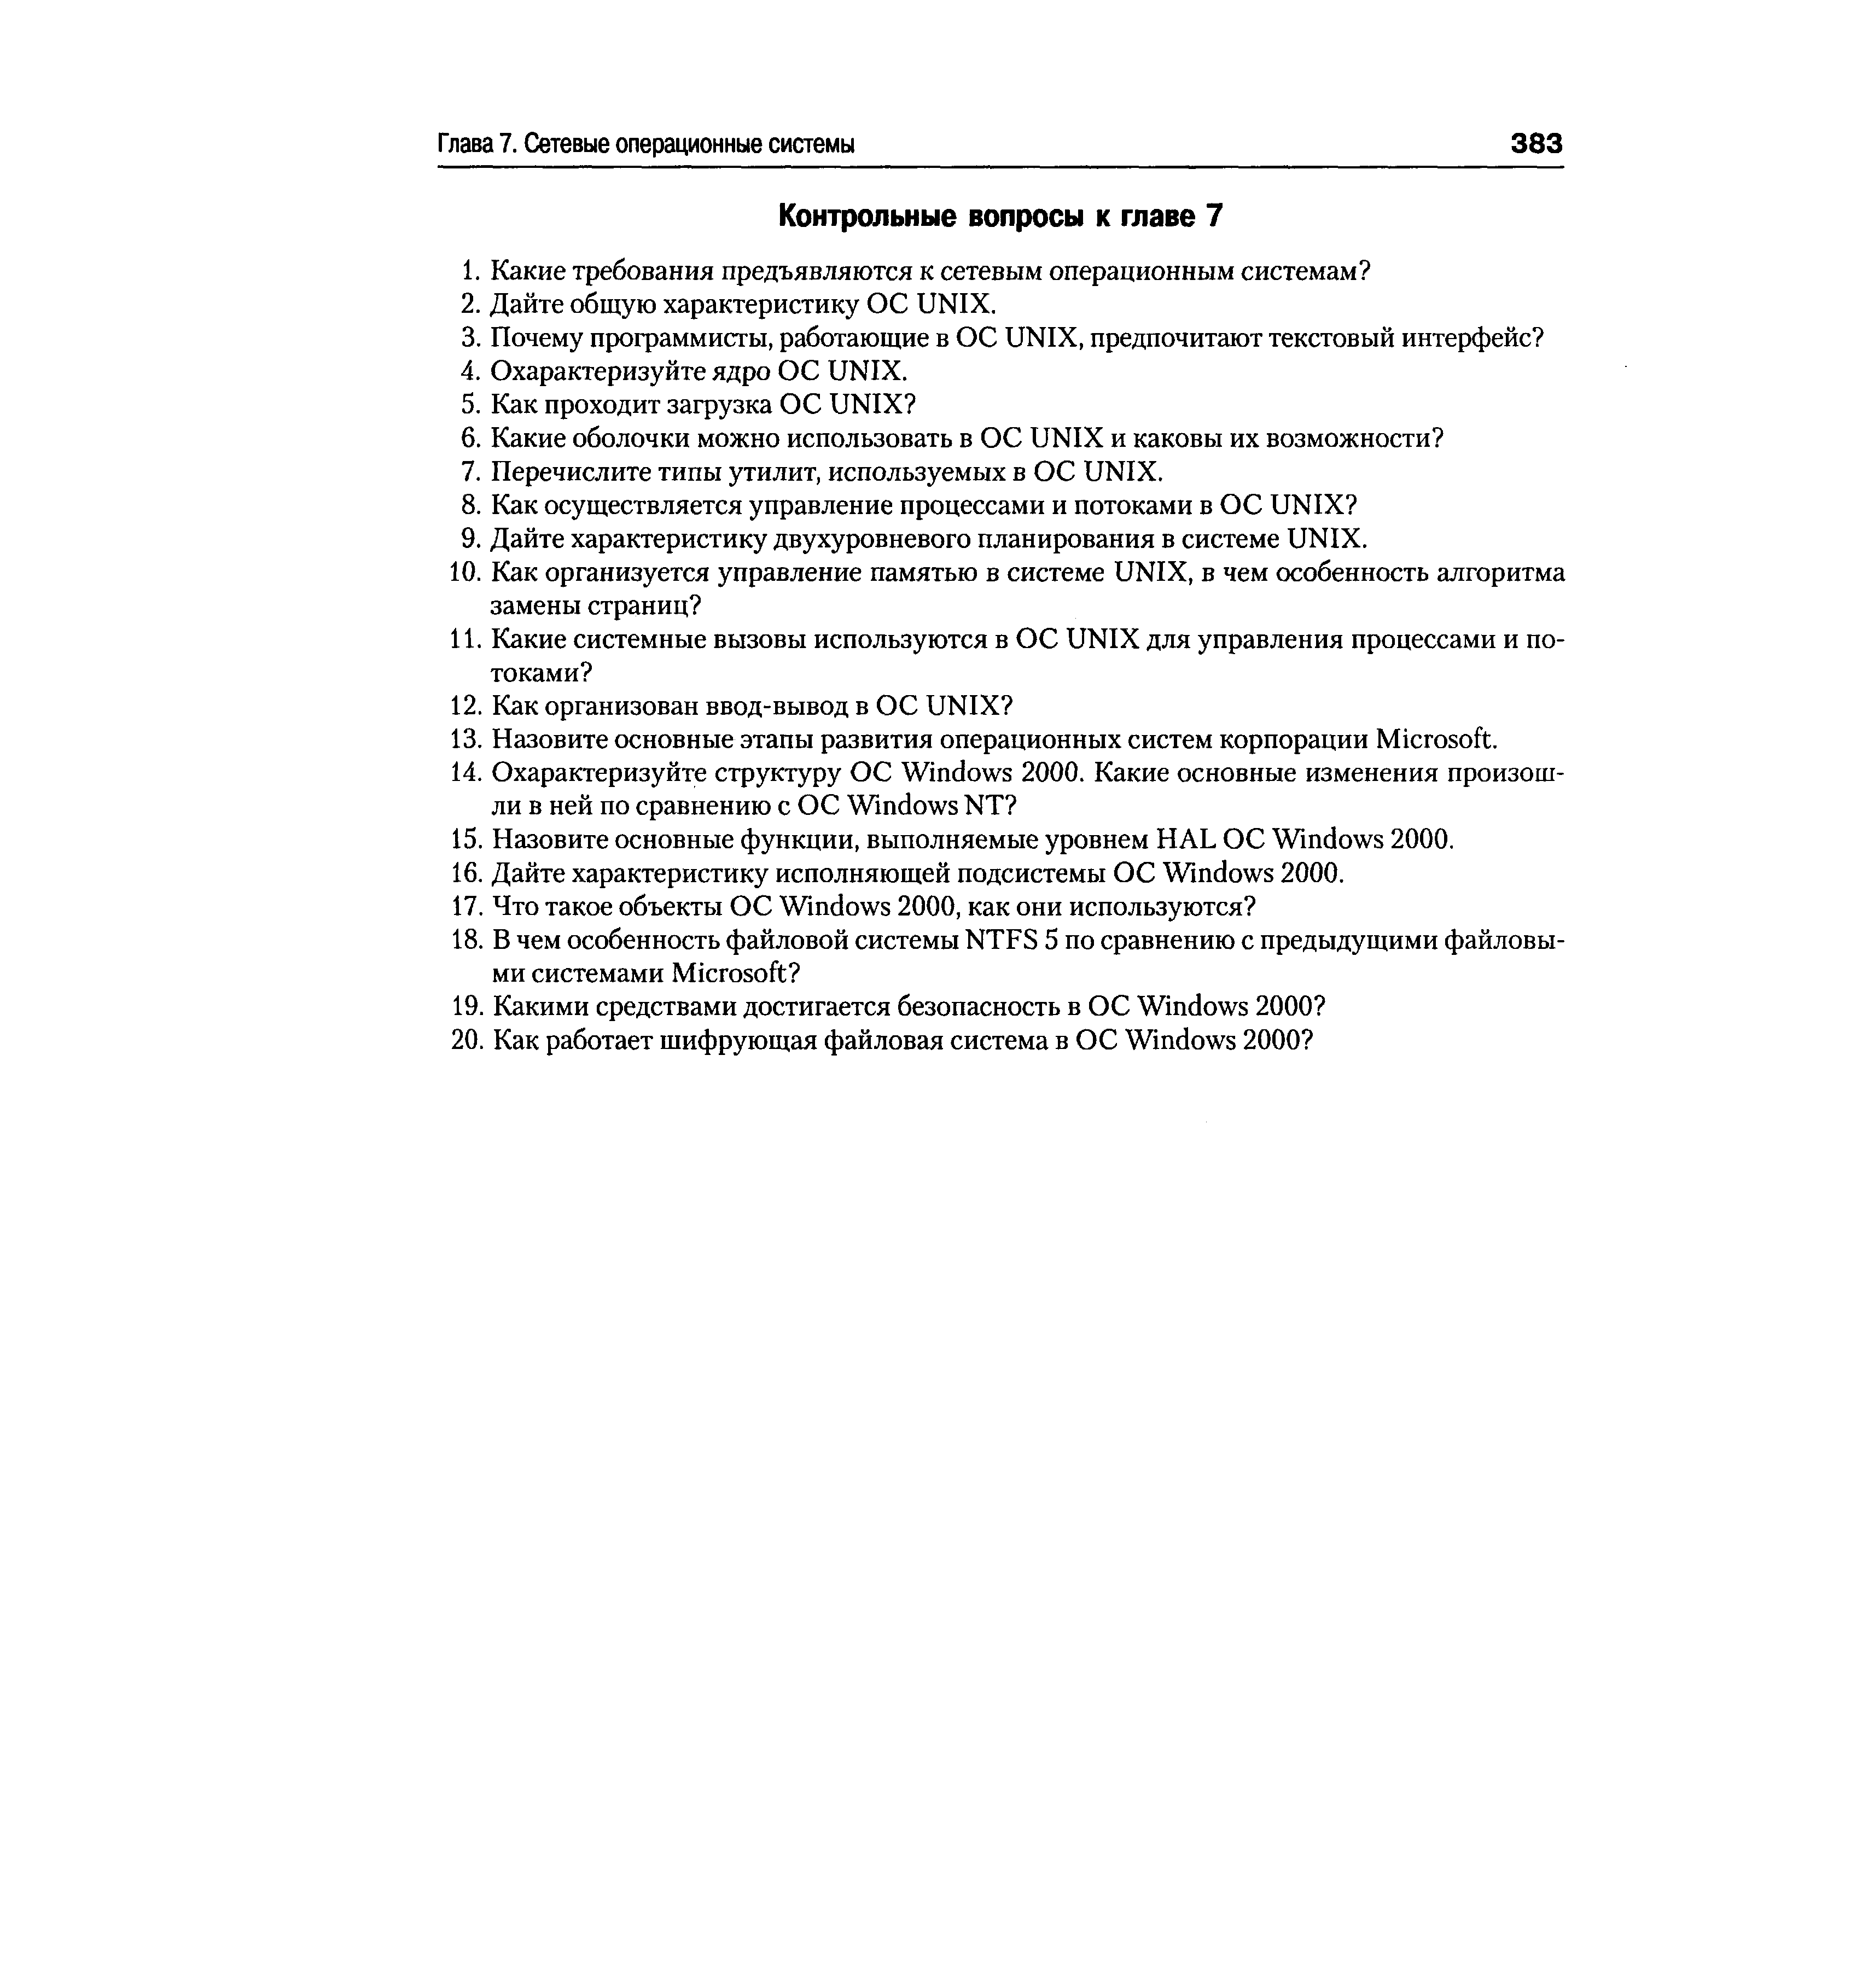 Глава 7. Сетевые операционные системы 383
Контрольные вопросы к главе 7
1. Какие требования предъявляются к сетевым операционным системам?
2. Дайте общую характеристику ОС UNIX.
3. Почему программисты, работающие в ОС UNIX, предпочитают текстовый интерфейс?
4. Охарактеризуйте ядро ОС UNIX.
5. Как проходит загрузка ОС UNIX?
6. Какие оболочки можно использовать в ОС UNIX и каковы их возможности?
7. Перечислите типы утилит, используемых в ОС UNIX.
8. Как осуществляется управление процессами и потоками в ОС UNIX?
9. Дайте характеристику двухуровневого планирования в системе UNIX.
10. Как организуется управление памятью в системе UNIX, в чем особенность алгоритма
замены страниц?
11. Какие системные вызовы используются в ОС UNIX для управления процессами и по-
токами?
12. Как организован ввод-вывод в ОС UNIX?
13. Назовите основные этапы развития операционных систем корпорации Microsoft.
14. Охарактеризуйте структуру ОС Windows 2000. Какие основные изменения произош-
ли в ней по сравнению с ОС Windows NT?
15. Назовите основные функции, выполняемые уровнем HAL ОС Windows 2000.
16. Дайте характеристику исполняющей подсистемы ОС Windows 2000.
17. Что такое объекты ОС Windows 2000, как они используются?
18. В чем особенность файловой системы NTFS 5 по сравнению с предыдущими файловы-
ми системами Microsoft?
19. Какими средствами достигается безопасность в ОС Windows 2000?
20. Как работает шифрующая файловая система в ОС Windows 2000?